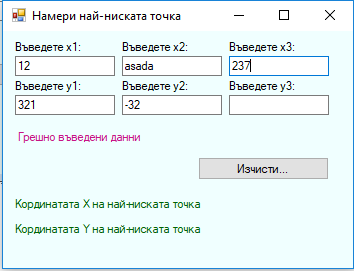 Намери най-ниската точка
Въведете x1: Въведете x2: Въведете x3:
12 asada 237
Въведете y1: Въведете y2: Въведете y3:
321 -32
Грешно въведени данни
Изчисти...
Кординатата X на най-ниската точка
Кординатата Y на най-ниската точка